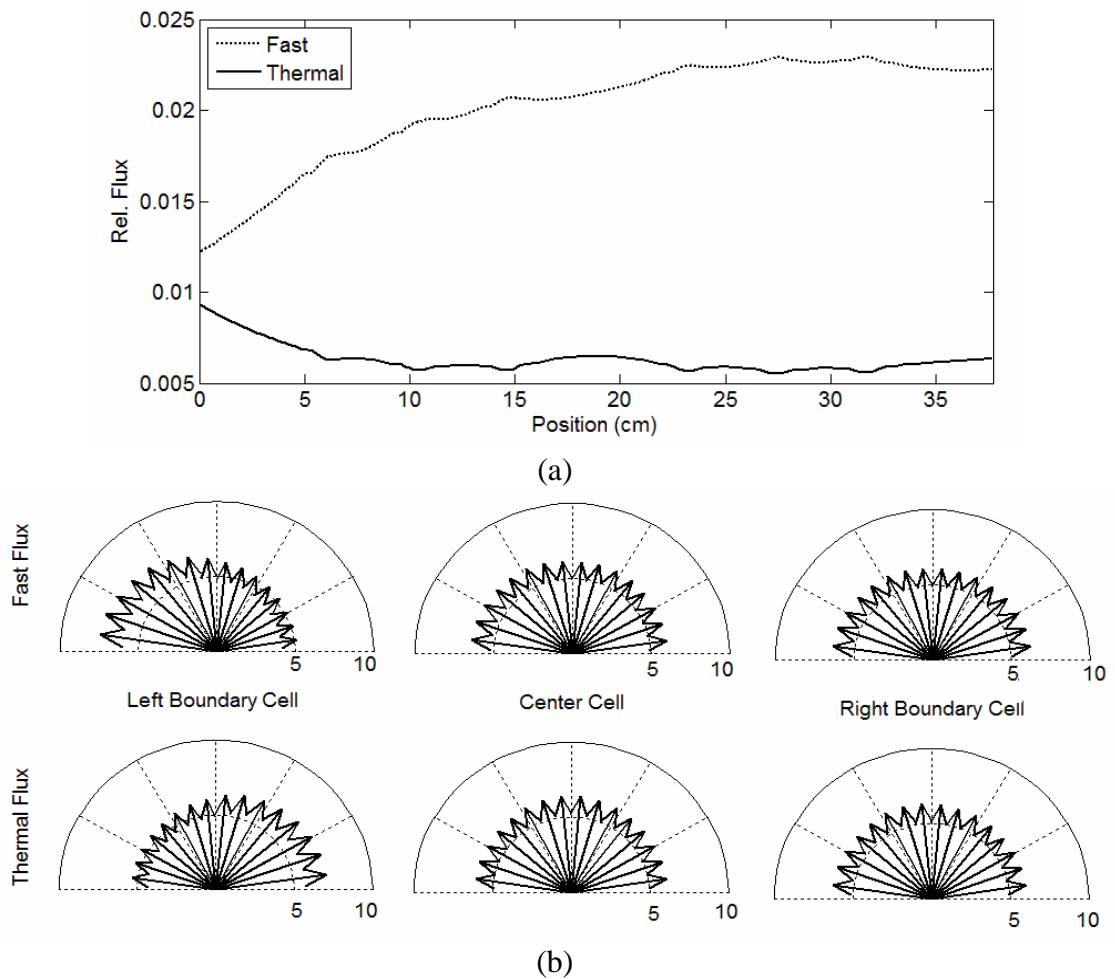 0.025
Fast
Thermal
0.02
0.015
0.01
0.005
Rel. Flux
0 5 10 15 20 25 30 35
Position (cm)
(a)
Fast Flux
5 10 5 10 5 10
Left Boundary Cell Center Cell Right Boundary Cell
Thermal Flux
5 10 5 10 5 10
(b)